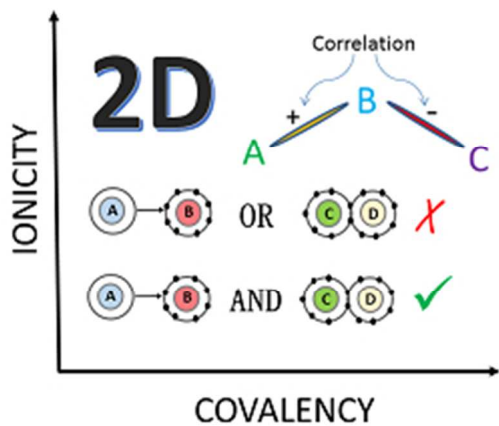 IONICITY
2D
Correlation
+
-
A
B
C
A B OR C D ✗
A B AND C D ✓
COVALENCY